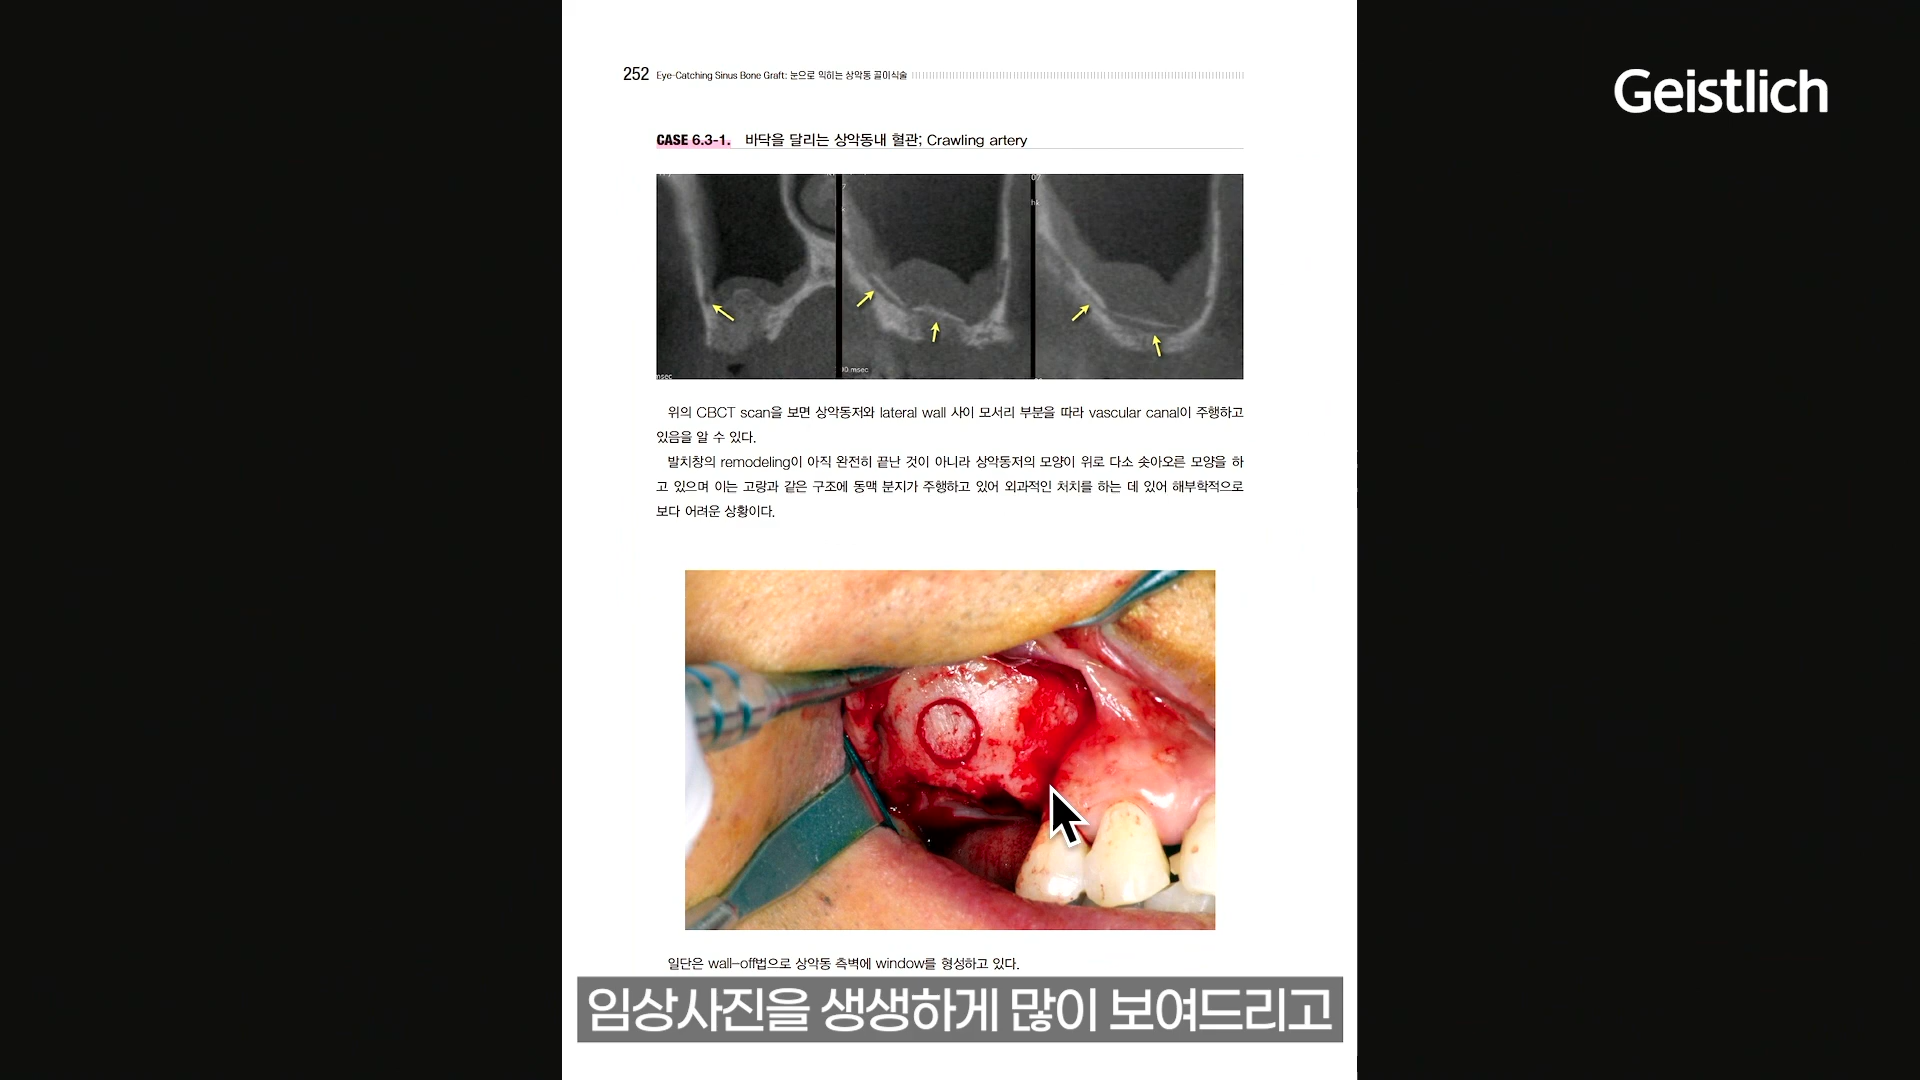 252 Eye-Catching Sinus Bone Graft: 눈으로 익히는 상악동 골이식술
Geistlich
CASE 6.3-1. 바닥을 달리는 상악동내 혈관; Crawling artery
07
hk
msec
90 msec
위의 CBCT scan을 보면 상악동저와 lateral wall 사이 모서리 부분을 따라 vascular canal이 주행하고
있음을 알 수 있다.
발치창의 remodeling이 아직 완전히 끝난 것이 아니라 상악동저의 모양이 위로 다소 솟아오른 모양을 하
고 있으며 이는 고랑과 같은 구조에 동맥 분지가 주행하고 있어 외과적인 처치를 하는 데 있어 해부학적으로
보다 어려운 상황이다.
일단은 wall-off법으로 상악동 측벽에 window를 형성하고 있다.
임상사진을 생생하게 많이 보여드리고